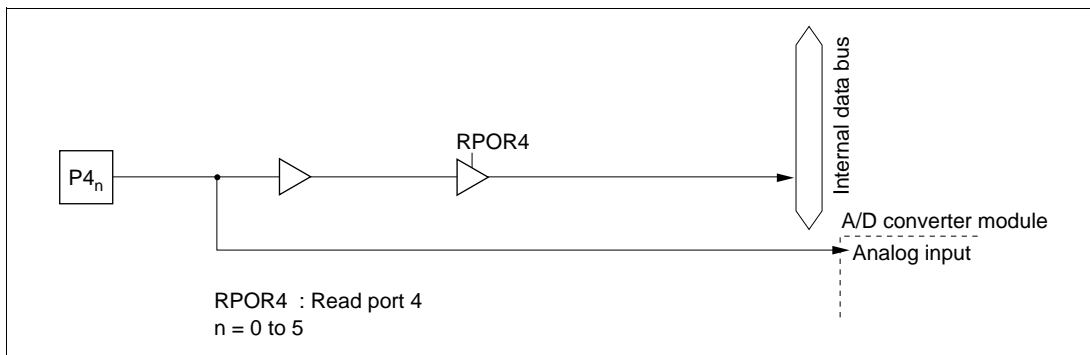 RPOR4
P4n
Internal data bus
A/D converter module
Analog input
RPOR4 : Read port 4
n = 0 to 5